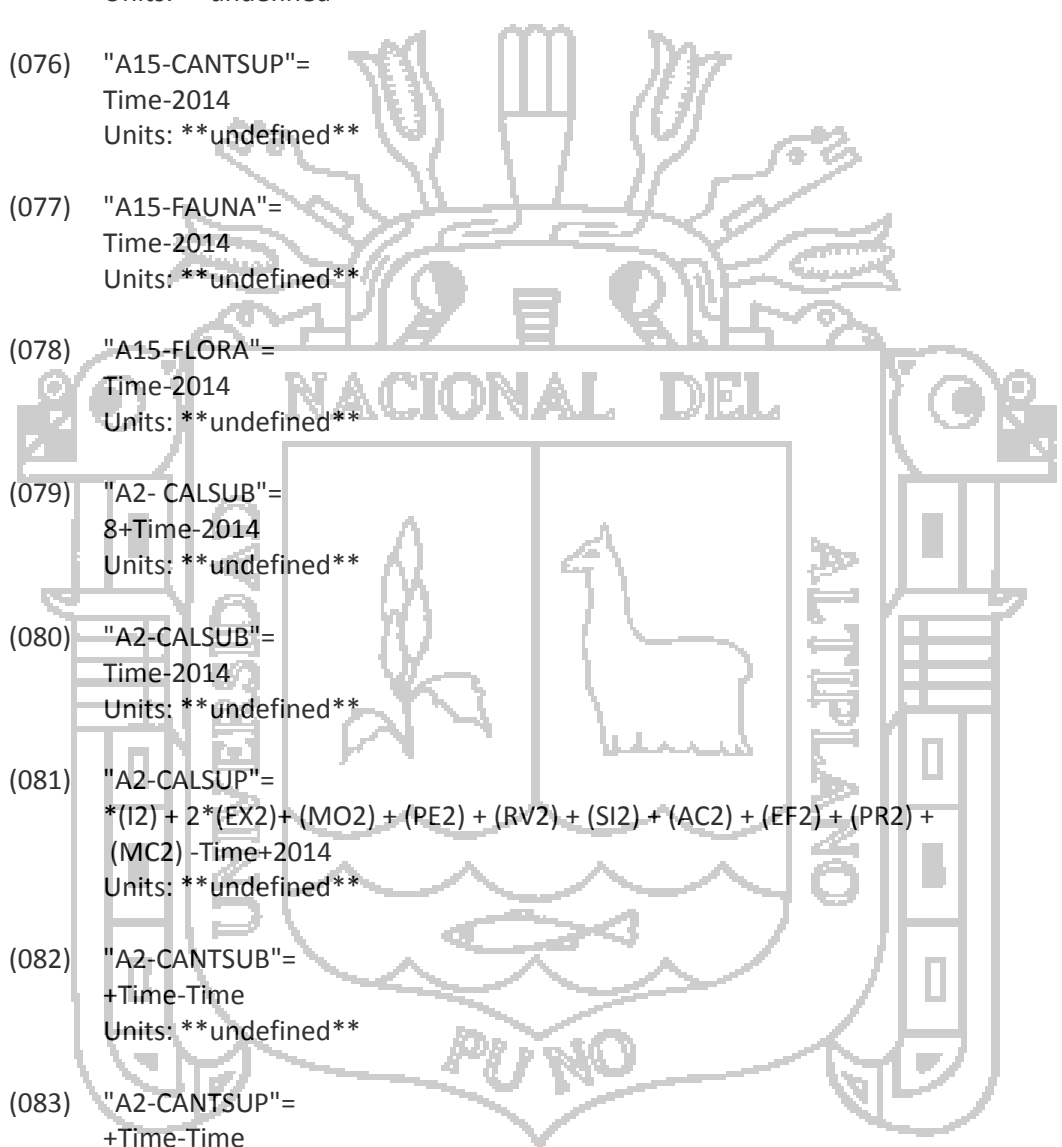 Units: **undefined**
(076) "A15-CANTSUP"=
Time-2014
Units: **undefined**
(077) "A15-FAUNA"=
Time-2014
Units: **undefined**
(078) "A15-FLORA"=
Time-2014
Units: **undefined**
(079) "A2- CALSUB"=
8+Time-2014
Units: **undefined**
(080) "A2-CALSUB"=
Time-2014
Units: **undefined**
(081) "A2-CALSUP"=
*(I2) + 2*(EX2)+ (MO2) + (PE2) + (RV2) + (SI2) + (AC2) + (EF2) + (PR2) +
(MC2) -Time+2014
Units: **undefined**
(082) "A2-CANTSUB"=
+Time-Time
Units: **undefined**
(083) "A2-CANTSUP"=
+Time-Time
NACIONAL DEL
UNIVERSIDAD
ALTIPLANO
PUNO